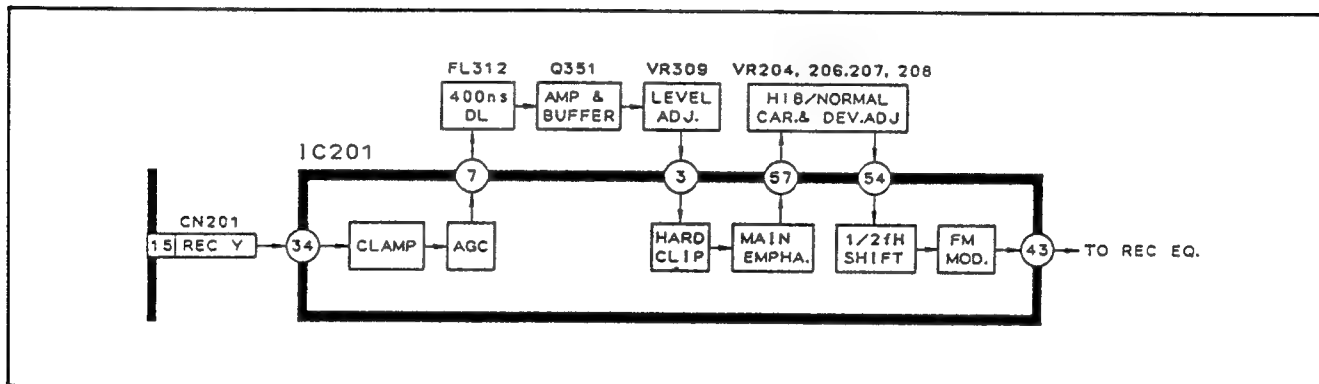 FL312
Q351
VR309
VR204, 206.207, 208
400ns
DL
AMP &
BUFFER
LEVEL
ADJ.
HI8/NORMAL
CAR.& DEV.ADJ
IC201
7
3
57
54
CN201
15 REC Y
34
CLAMP
AGC
HARD
CLIP
MAIN
EMPHA.
1/2fH
SHIFT
FM
MOD.
43
TO REC EQ.